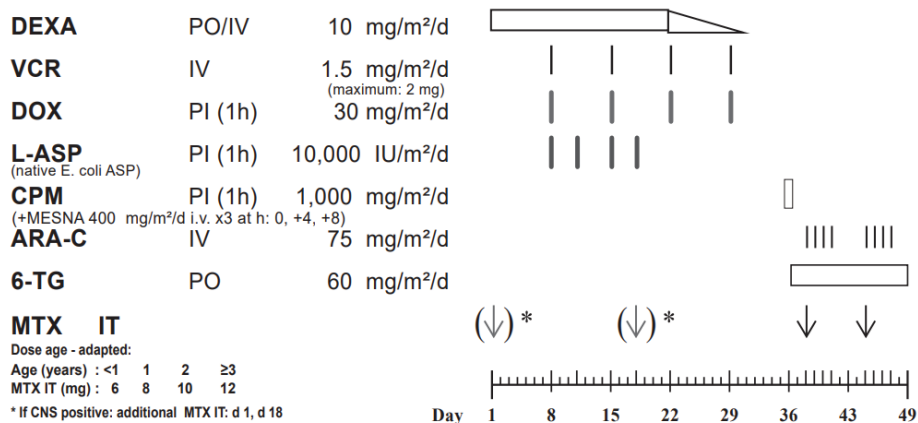 DEXA PO/IV 10 mg/m²/d
VCR IV 1.5 mg/m²/d
(maximum: 2 mg)
DOX PI (1h) 30 mg/m²/d
L-ASP PI (1h) 10,000 IU/m²/d
(native E. coli ASP)
CPM PI (1h) 1,000 mg/m²/d
(+MESNA 400 mg/m²/d i.v. x3 at h: 0, +4, +8)
ARA-C IV 75 mg/m²/d
6-TG PO 60 mg/m²/d
MTX IT ( ) * ( ) *
Dose age - adapted:
Age (years) : <1 1 2 ≥3
MTX IT (mg) : 6 8 10 12
* If CNS positive: additional MTX IT: d 1, d 18
Day 1 8 15 22 29 36 43 49